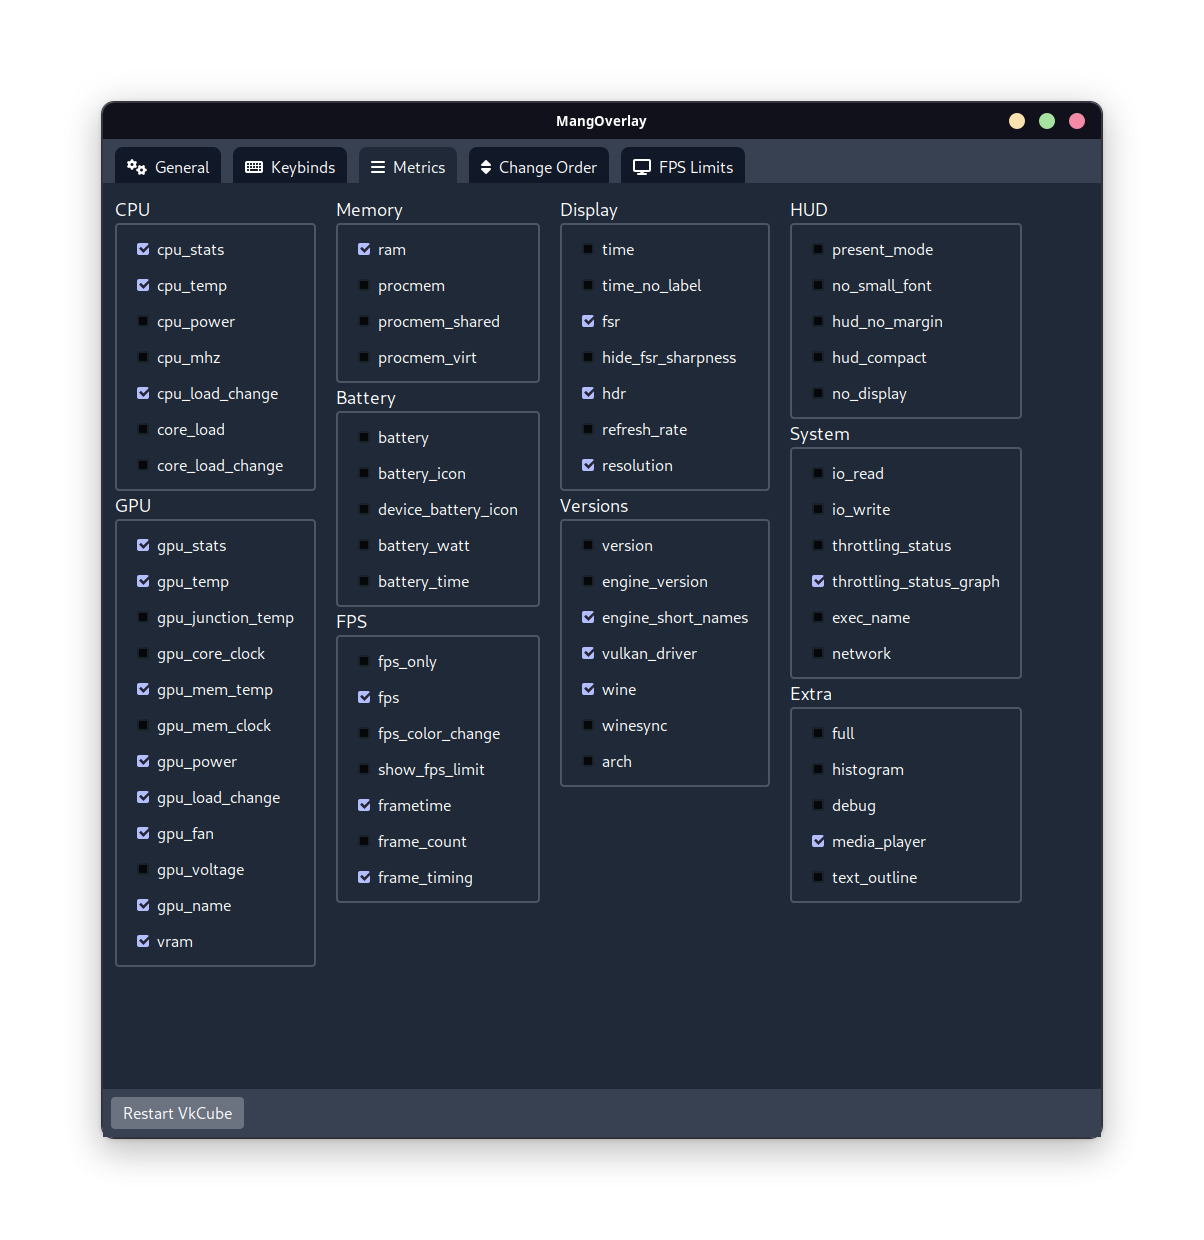 MangOverlay
General
Keybinds
Metrics
Change Order
FPS Limits
CPU
cpu_stats
cpu_temp
cpu_power
cpu_mhz
cpu_load_change
core_load
core_load_change
GPU
gpu_stats
gpu_temp
gpu_junction_temp
gpu_core_clock
gpu_mem_temp
gpu_mem_clock
gpu_power
gpu_load_change
gpu_fan
gpu_voltage
gpu_name
vram
Memory
ram
procmem
procmem_shared
procmem_virt
Battery
battery
battery_icon
device_battery_icon
battery_watt
battery_time
FPS
fps_only
fps
fps_color_change
show_fps_limit
frametime
frame_count
frame_timing
Display
time
time_no_label
fsr
hide_fsr_sharpness
hdr
refresh_rate
resolution
Versions
version
engine_version
engine_short_names
vulkan_driver
wine
winesync
arch
HUD
present_mode
no_small_font
hud_no_margin
hud_compact
no_display
System
io_read
io_write
throttling_status
throttling_status_graph
exec_name
network
Extra
full
histogram
debug
media_player
text_outline
Restart VkCube